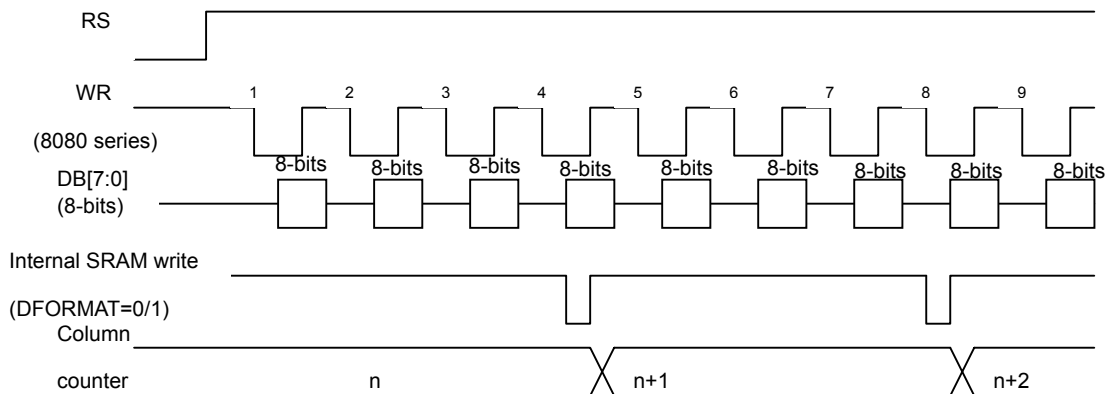 RS
WR
1 2 3 4 5 6 7 8 9
(8080 series)
8-bits 8-bits 8-bits 8-bits 8-bits 8-bits 8-bits 8-bits 8-bits
DB[7:0]
(8-bits)
Internal SRAM write
(DFORMAT=0/1)
Column
counter n n+1 n+2